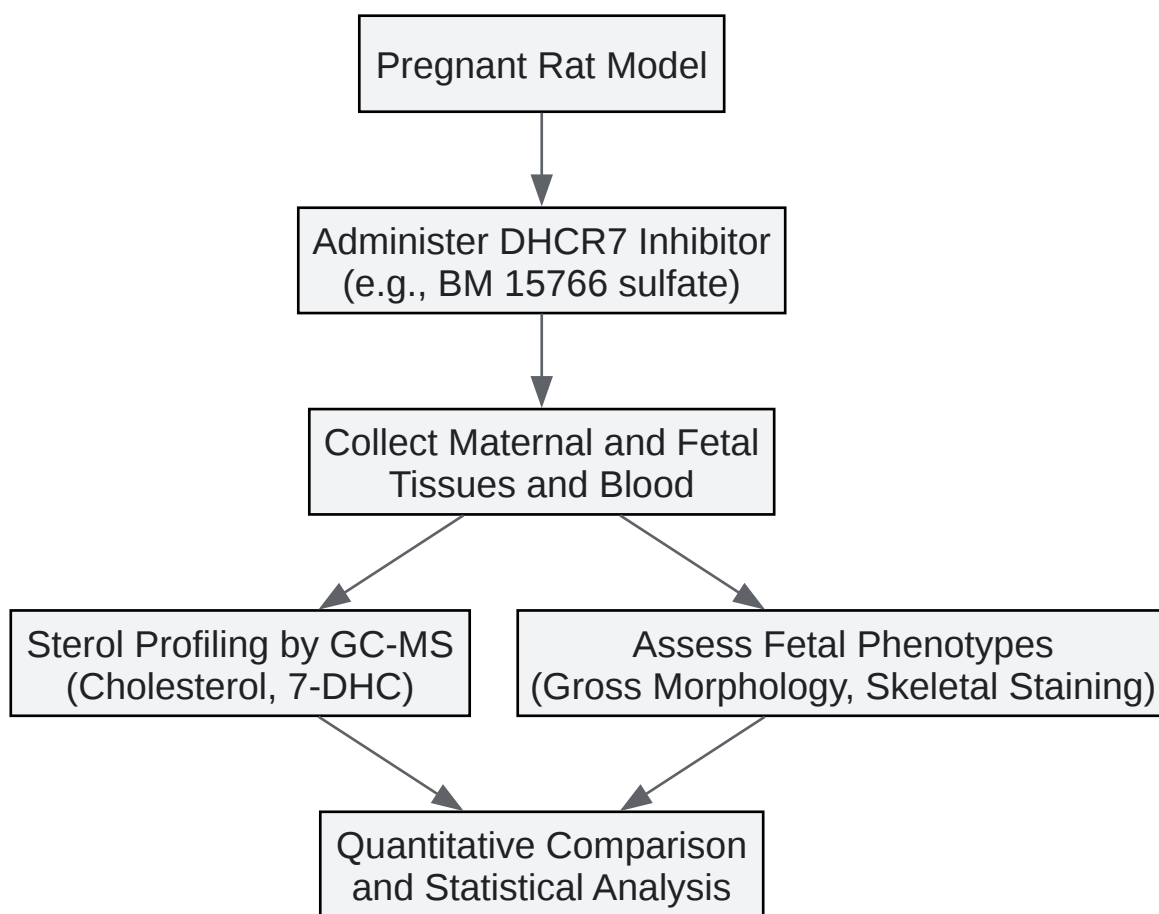 Pregnant Rat Model
Administer DHCR7 Inhibitor
(e.g., BM 15766 sulfate)
Collect Maternal and Fetal
Tissues and Blood
Sterol Profiling by GC-MS
(Cholesterol, 7-DHC)
Assess Fetal Phenotypes
(Gross Morphology, Skeletal Staining)
Quantitative Comparison
and Statistical Analysis